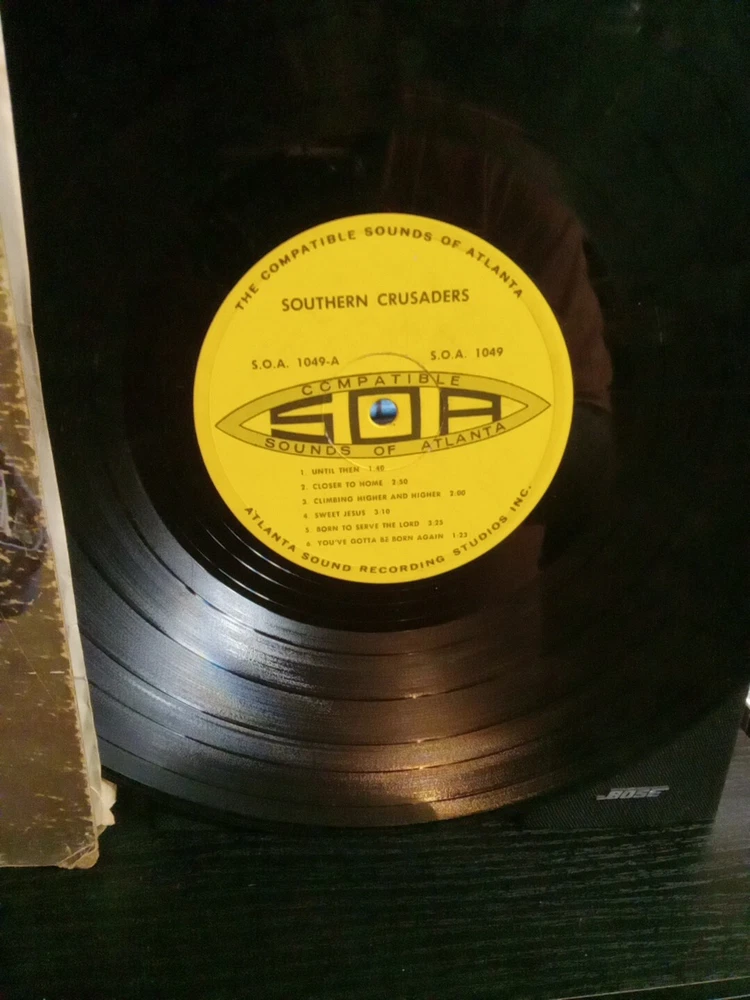 THE COMPATIBLE SOUNDS OF ATLANTA
SOUTHERN CRUSADERS
S.O.A. 1049-A S.O.A. 1049
COMPATIBLE
SOA
SOUNDS OF ATLANTA
1. UNTIL THEN 1:40
2. CLOSER TO HOME 2:50
3. CLIMBING HIGHER AND HIGHER 2:00
4. SWEET JESUS 3:10
5. BORN TO SERVE THE LORD 3:35
6. YOU'VE GOTTA BE BORN AGAIN 1:23
ATLANTA SOUND RECORDING STUDIOS INC.
BOSE